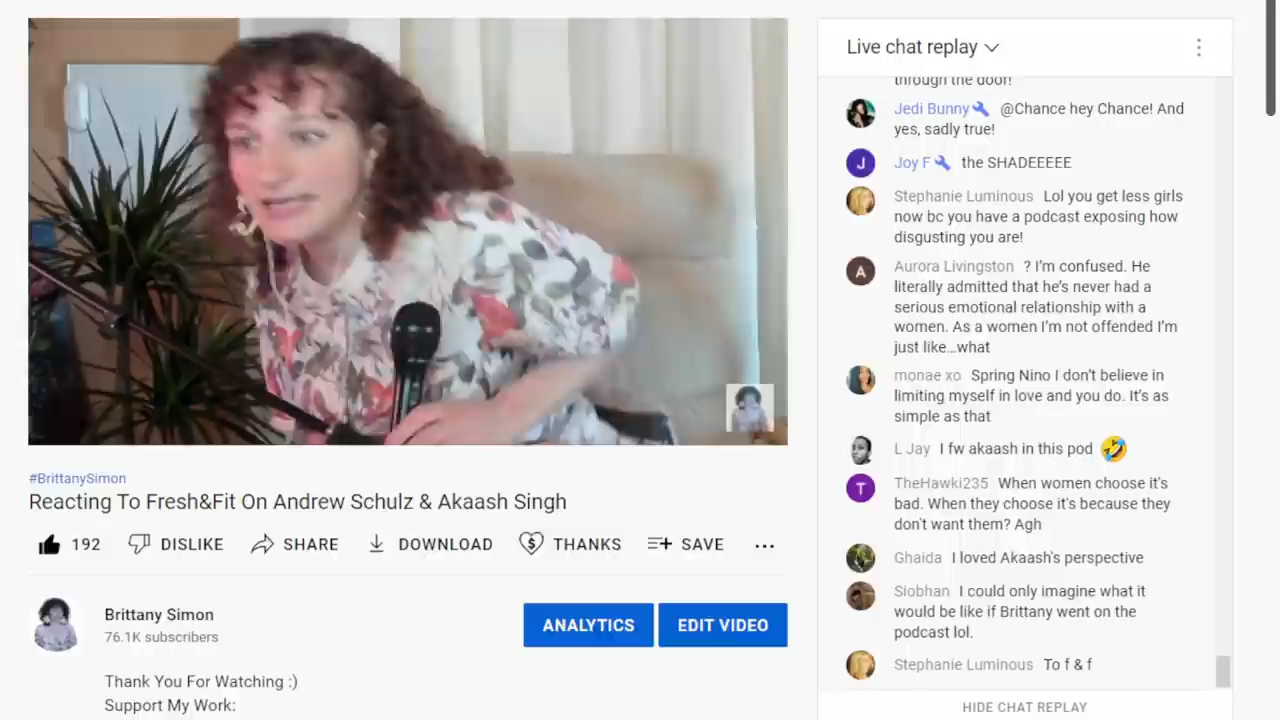 Live chat replay
through the door!
Jedi Bunny @Chance hey Chance! And
yes, sadly true!
J
Joy F the SHADEEEEE
Stephanie Luminous Lol you get less girls
now bc you have a podcast exposing how
disgusting you are!
A
Aurora Livingston ? I'm confused. He
literally admitted that he's never had a
serious emotional relationship with a
women. As a women I'm not offended I'm
just like…what
monae xo Spring Nino I don't believe in
limiting myself in love and you do. It's as
simple as that
L Jay I fw akaash in this pod 🤣
T
TheHawki235 When women choose it's
bad. When they choose it's because they
don't want them? Agh
Ghaida I loved Akaash's perspective
Siobhan I could only imagine what it
would be like if Brittany went on the
podcast lol.
Stephanie Luminous To f & f
HIDE CHAT REPLAY
#BrittanySimon
Reacting To Fresh&Fit On Andrew Schulz & Akaash Singh
192 DISLIKE SHARE DOWNLOAD THANKS SAVE
Brittany Simon
76.1K subscribers
ANALYTICS EDIT VIDEO
Thank You For Watching :)
Support My Work: